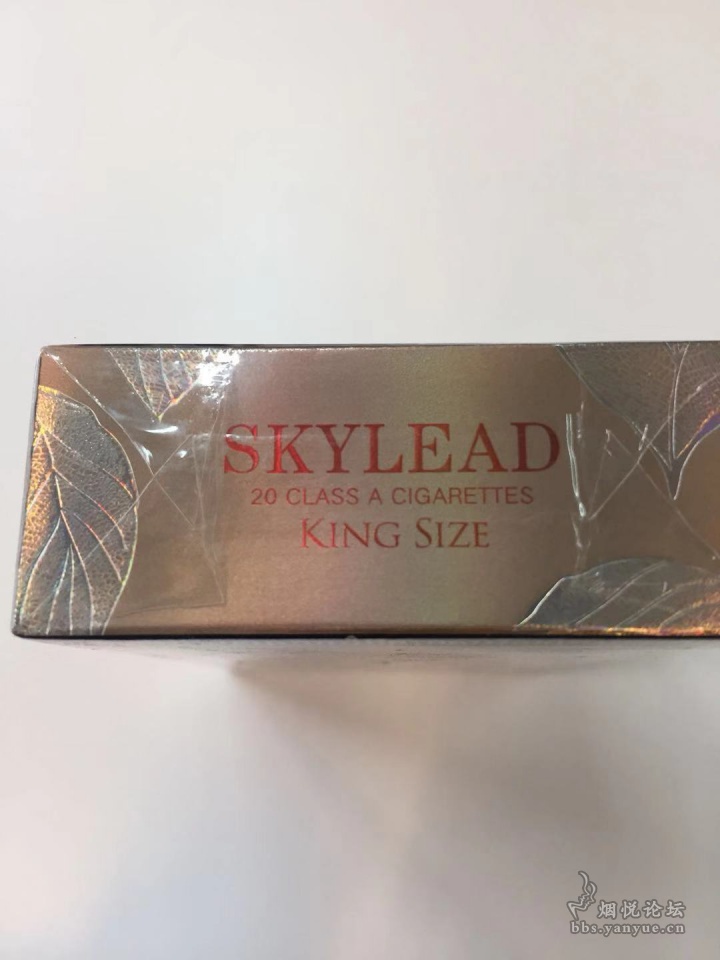 SKYLEAD
20 CLASS A CIGARETTES
KING SIZE
烟悦论坛
bbs.yanyue.cn